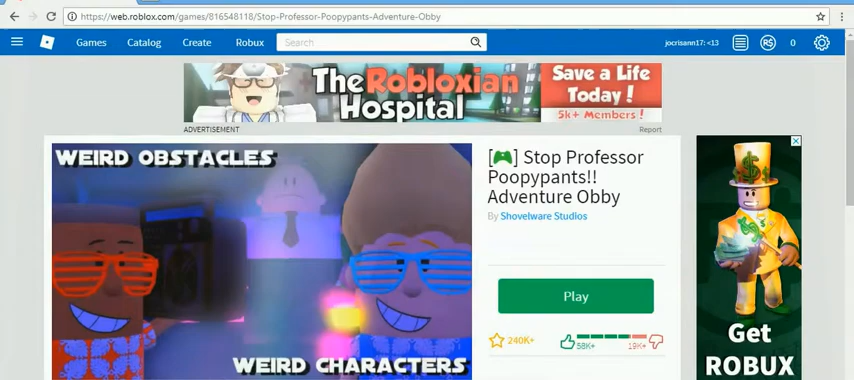 https://web.roblox.com/games/816548118/Stop-Professor-Poopypants-Adventure-Obby
Games Catalog Create Robux Search jocrisann17: <13 R$ 0
The Robloxian
Hospital
Save a Life
Today!
5k+ Members!
ADVERTISEMENT Report
WEIRD OBSTACLES
WEIRD CHARACTERS
[🎮] Stop Professor
Poopypants!!
Adventure Obby
By Shovelware Studios
Play
240K+ 58K+ 19K+
Get
ROBUX